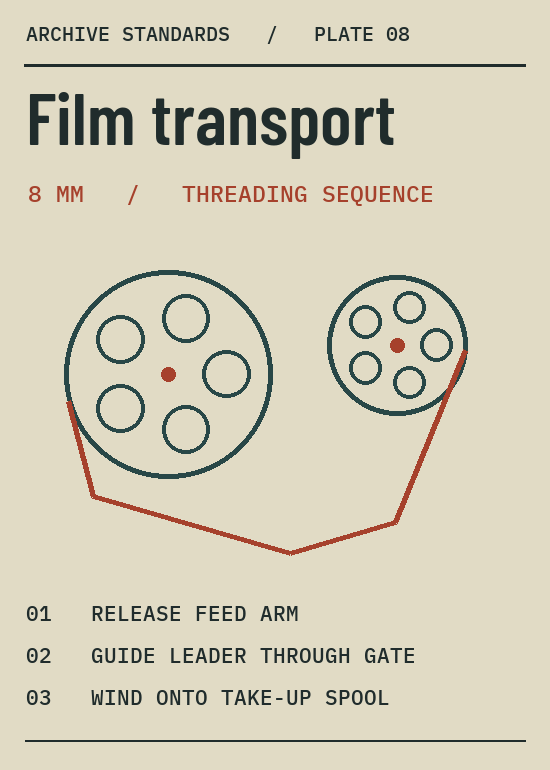 ARCHIVE STANDARDS / PLATE 08
Film transport
8 MM / THREADING SEQUENCE
01 RELEASE FEED ARM
02 GUIDE LEADER THROUGH GATE
03 WIND ONTO TAKE-UP SPOOL